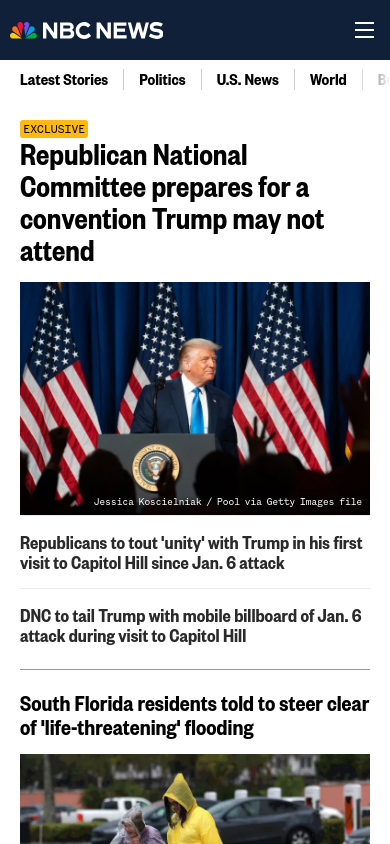 NBC NEWS
Latest Stories
Politics
U.S. News
World
EXCLUSIVE
Republican National
Committee prepares for a
convention Trump may not
attend
Jessica Koscielniak / Pool via Getty Images file
Republicans to tout 'unity' with Trump in his first
visit to Capitol Hill since Jan. 6 attack
DNC to tail Trump with mobile billboard of Jan. 6
attack during visit to Capitol Hill
South Florida residents told to steer clear
of 'life-threatening' flooding